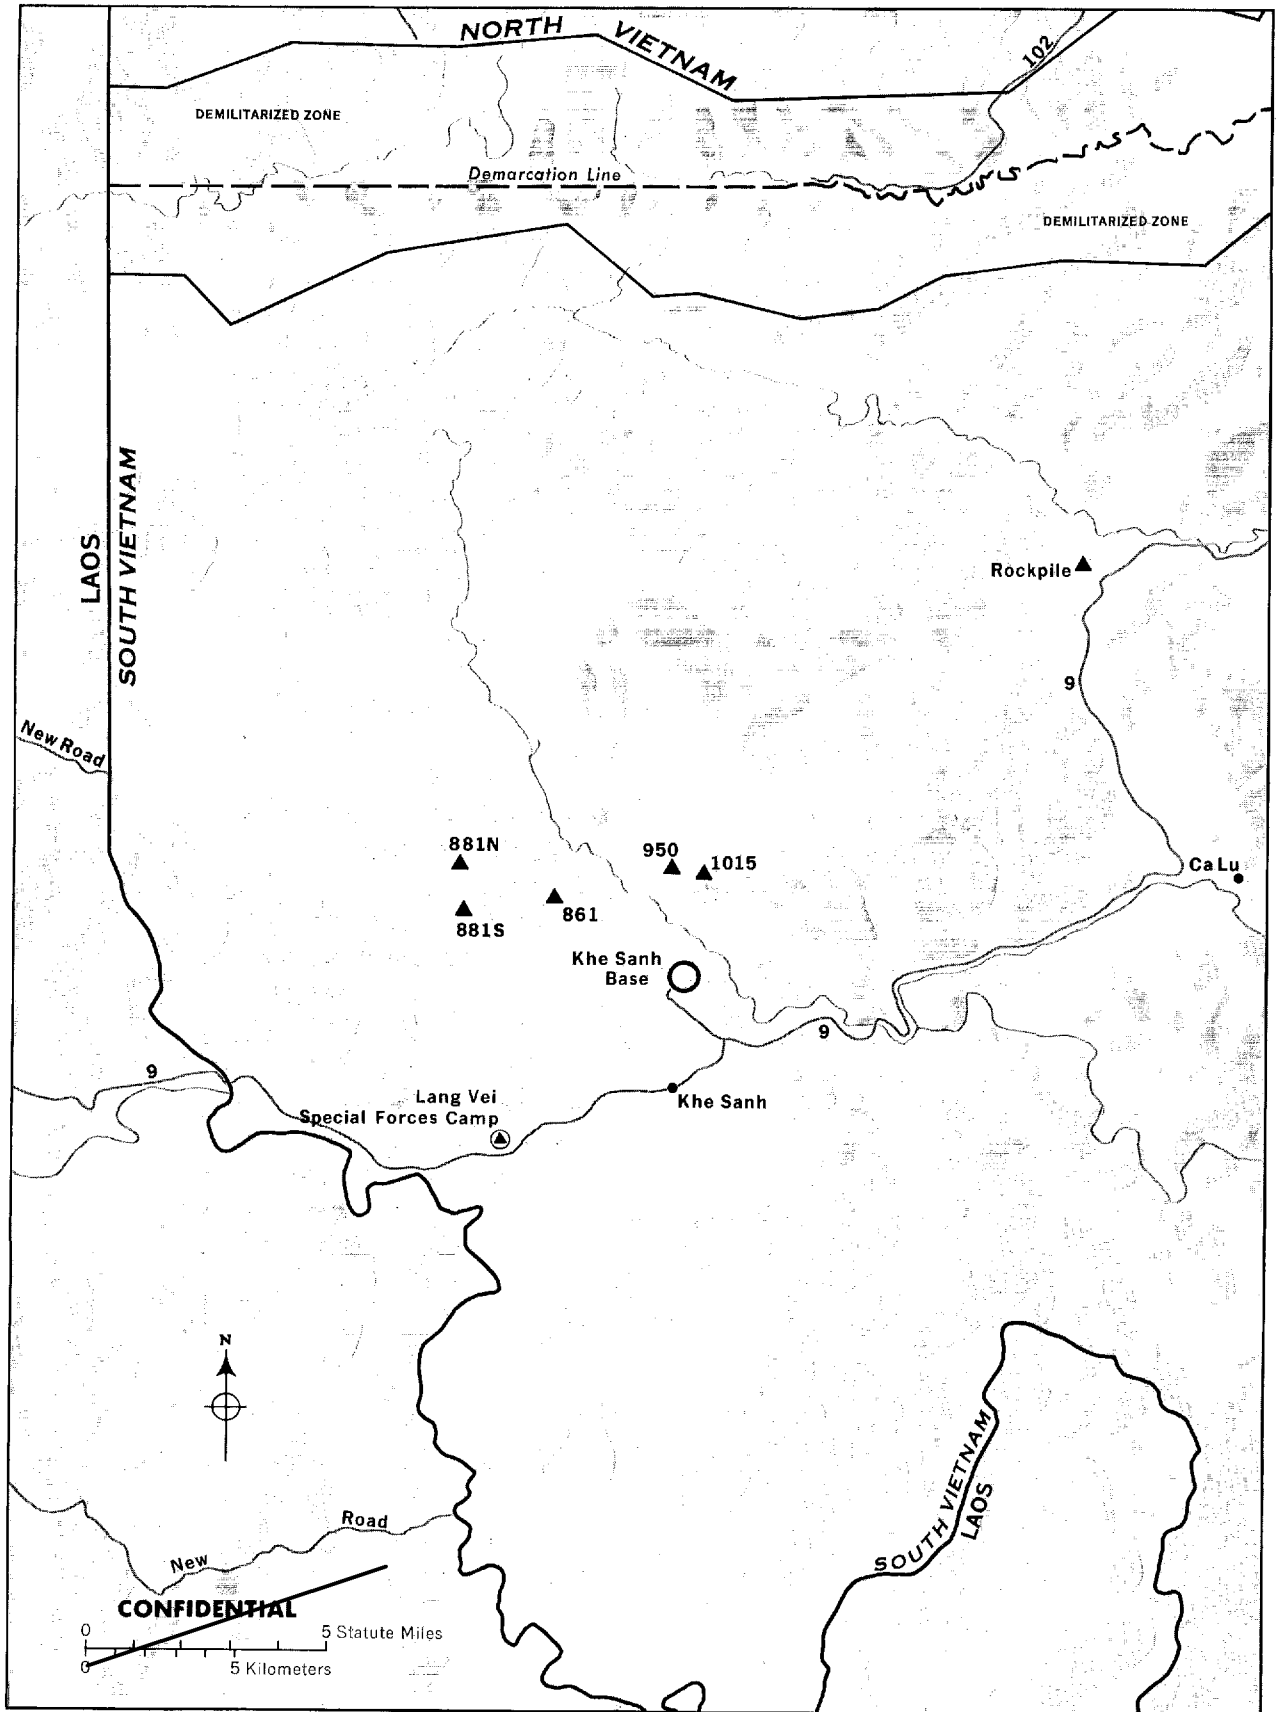 NORTH VIETNAM
102
DEMILITARIZED ZONE
Demarcation Line
DEMILITARIZED ZONE
LAOS
SOUTH VIETNAM
Rockpile
9
New Road
881N
950
1015
Ca Lu
861
881S
Khe Sanh
Base
9
9
Lang Vei
Special Forces Camp
Khe Sanh
N
SOUTH VIETNAM
LAOS
New Road
CONFIDENTIAL
0 5 Statute Miles
0 5 Kilometers